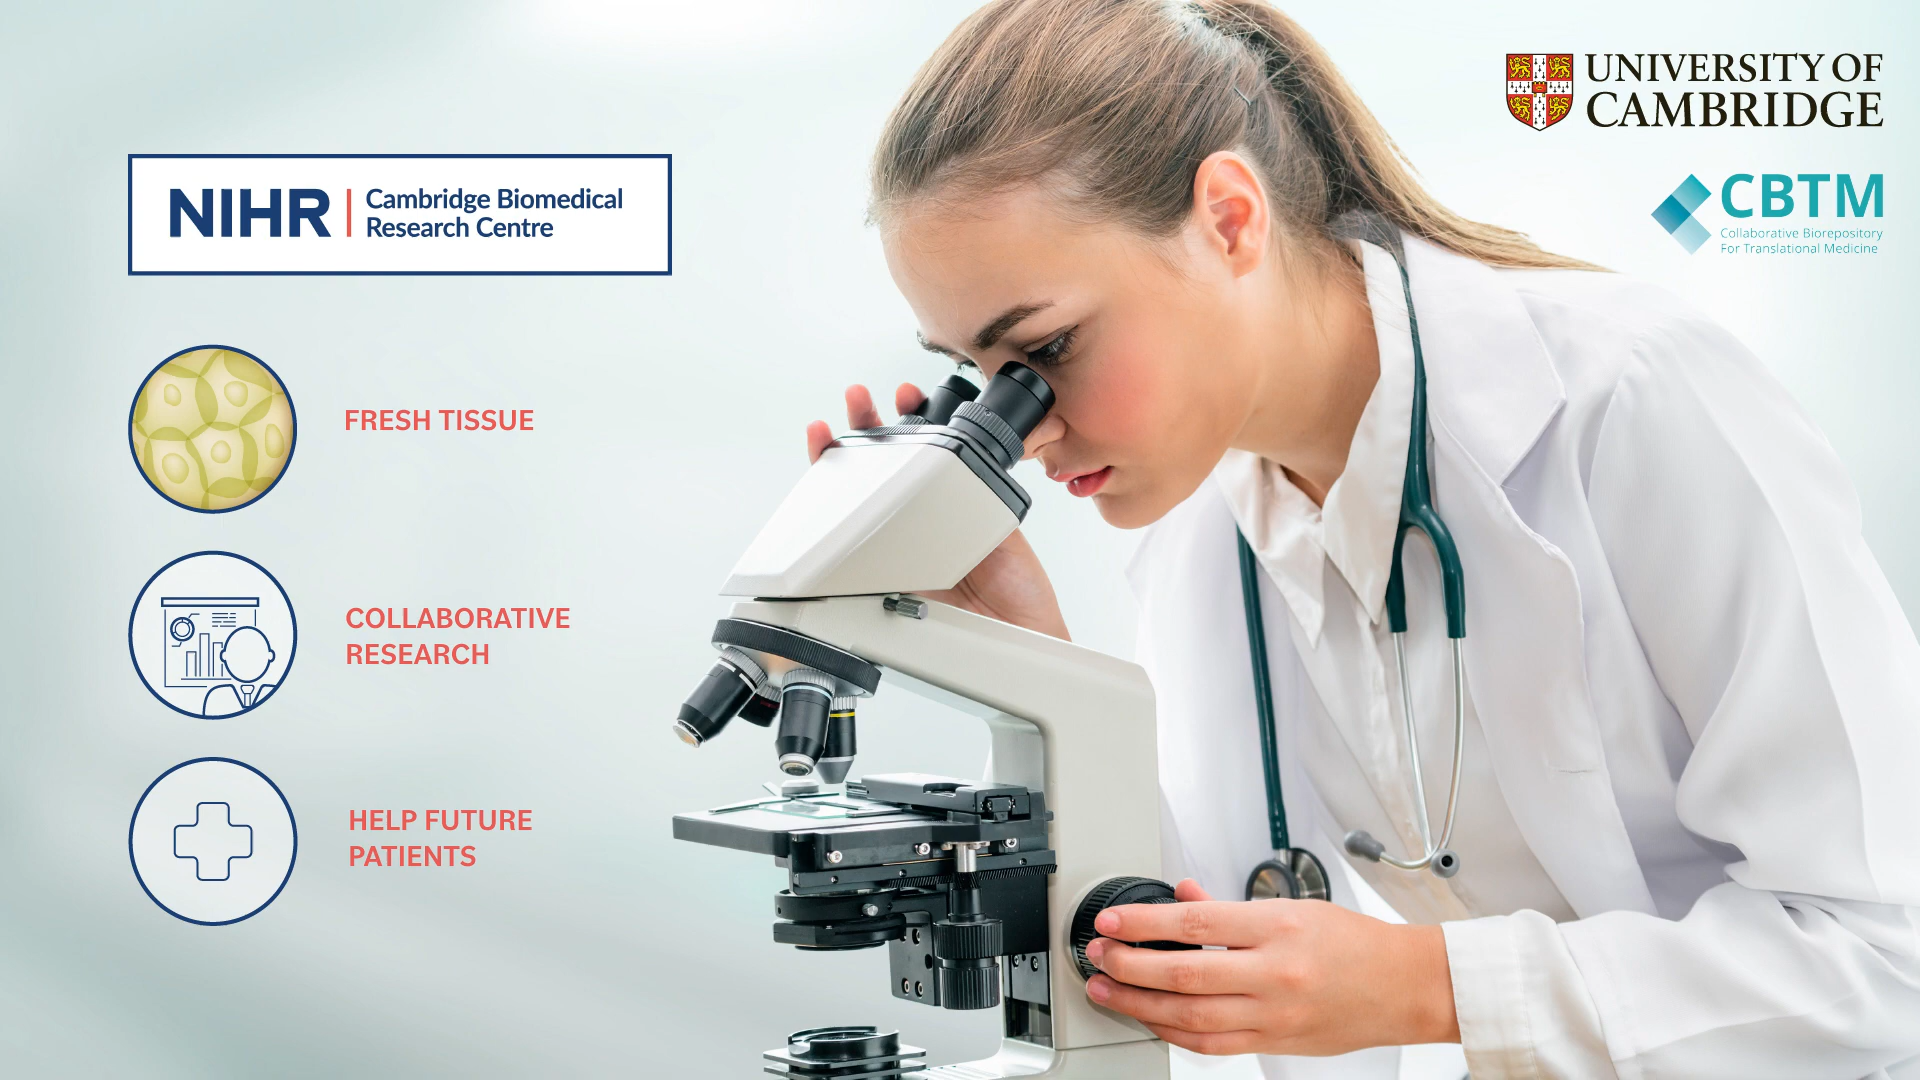 NIHR
Cambridge Biomedical
Research Centre
UNIVERSITY OF
CAMBRIDGE
CBTM
Collaborative Biorepository
For Translational Medicine
FRESH TISSUE
COLLABORATIVE
RESEARCH
HELP FUTURE
PATIENTS